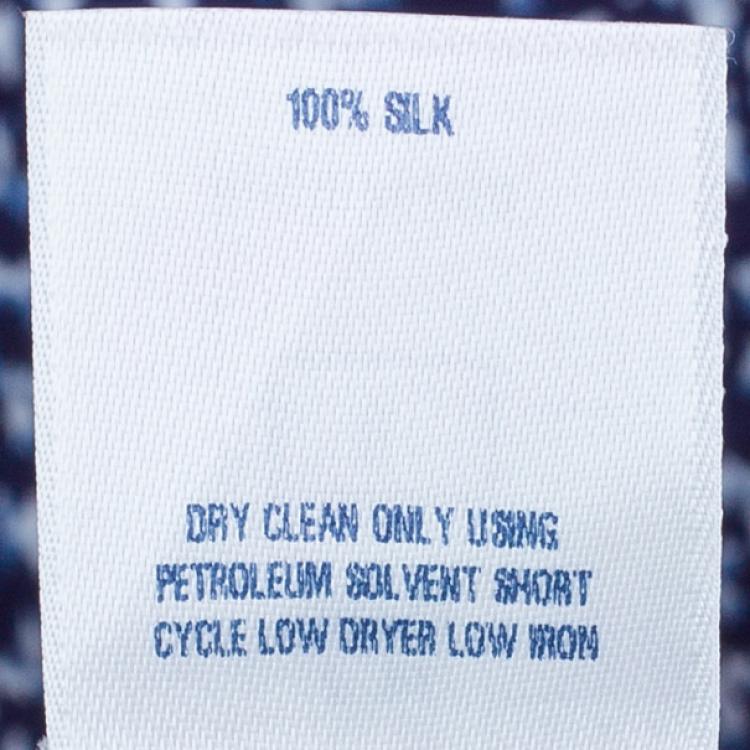 100% SILK
DRY CLEAN ONLY USING
PETROLEUM SOLVENT SHORT
CYCLE LOW DRYER LOW IRON